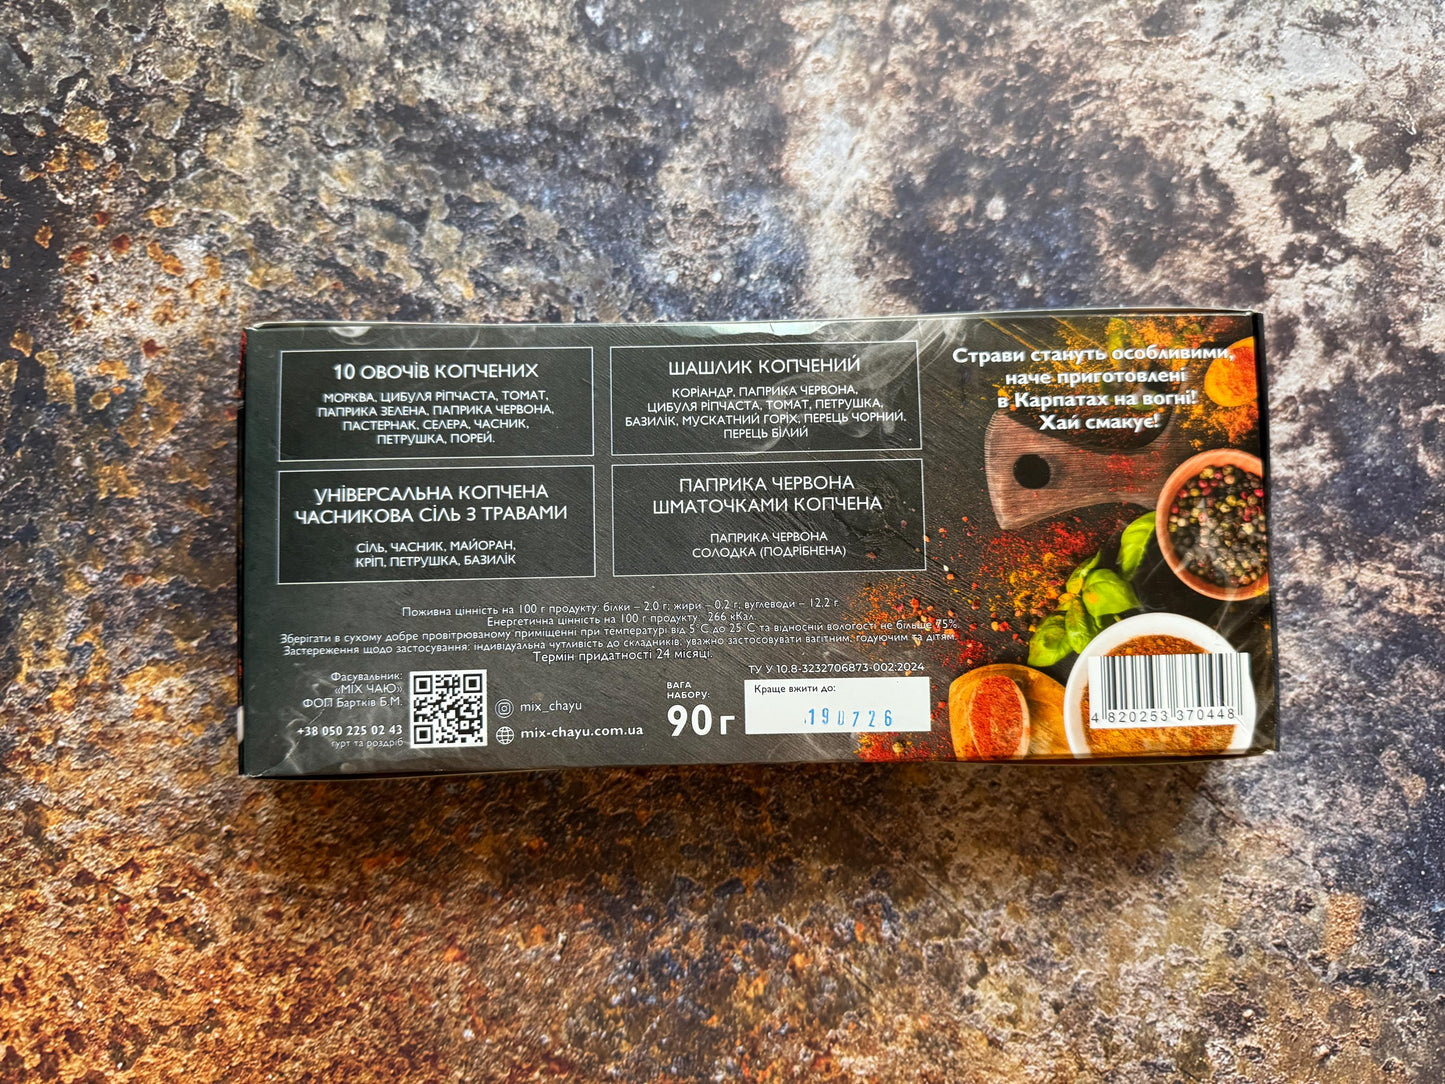 10 ОВОЧІВ КОПЧЕНИХ
МОРКВА, ЦИБУЛЯ РІПЧАСТА, ТОМАТ,
ПАПРИКА ЗЕЛЕНА, ПАПРИКА ЧЕРВОНА,
ПАСТЕРНАК, СЕЛЕРА, ЧАСНИК,
ПЕТРУШКА, ПОРЕЙ.
ШАШЛИК КОПЧЕНИЙ
КОРІАНДР, ПАПРИКА ЧЕРВОНА,
ЦИБУЛЯ РІПЧАСТА, ТОМАТ, ПЕТРУШКА,
БАЗИЛІК, МУСКАТНИЙ ГОРІХ, ПЕРЕЦЬ ЧОРНИЙ,
ПЕРЕЦЬ БІЛИЙ
Страви стануть особливими,
наче приготовлені
в Карпатах на вогні!
Хай смакує!
УНІВЕРСАЛЬНА КОПЧЕНА
ЧАСНИКОВА СІЛЬ З ТРАВАМИ
СІЛЬ, ЧАСНИК, МАЙОРАН,
КРІП, ПЕТРУШКА, БАЗИЛІК
ПАПРИКА ЧЕРВОНА
ШМАТОЧКАМИ КОПЧЕНА
ПАПРИКА ЧЕРВОНА
СОЛОДКА (ПОДРІБНЕНА)
Поживна цінність на 100 г продукту: білки – 2,0 г; жири – 0,2 г; вуглеводи – 12,2 г
Енергетична цінність на 100 г продукту: 266 кКал.
Зберігати в сухому добре провітрюваному приміщенні при температурі від 5°С до 25°С та відносній вологості не більше 75%.
Застереження щодо застосування: індивідуальна чутливість до складників; уважно застосовувати вагітним, годуючим та дітям.
Термін придатності 24 місяці.
Фасувальник:
«МІХ ЧАЮ»
ФОП Бартків Б.М.
+38 050 225 02 43
гурт та роздріб
mix_chayu
mix-chayu.com.ua
ВАГА
НАБОРУ:
90 г
ТУ У 10.8-3232706873-002:2024
Краще вжити до:
190726
4 820253 370448